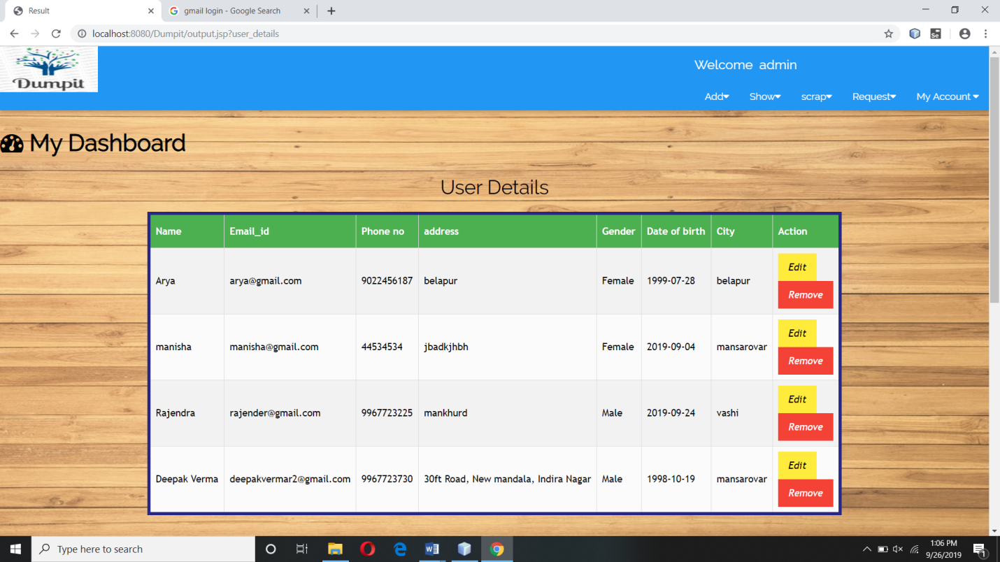 Result
gmail login - Google Search
localhost:8080/Dumpit/output.jsp?user_details
Se
Dumpit
Welcome admin
Add Show scrap Request My Account
My Dashboard
User Details
Name Email_id Phone no address Gender Date of birth City Action
Arya arya@gmail.com 9022456187 belapur Female 1999-07-28 belapur Edit
Remove
manisha manisha@gmail.com 44534534 jbadkjhbh Female 2019-09-04 mansarovar Edit
Remove
Rajendra rajender@gmail.com 9967723225 mankhurd Male 2019-09-24 vashi Edit
Remove
Deepak Verma deepakvermar2@gmail.com 9967723730 30ft Road, New mandala, Indira Nagar Male 1998-10-19 mansarovar Edit
Remove
Type here to search
1:06 PM
9/26/2019
1